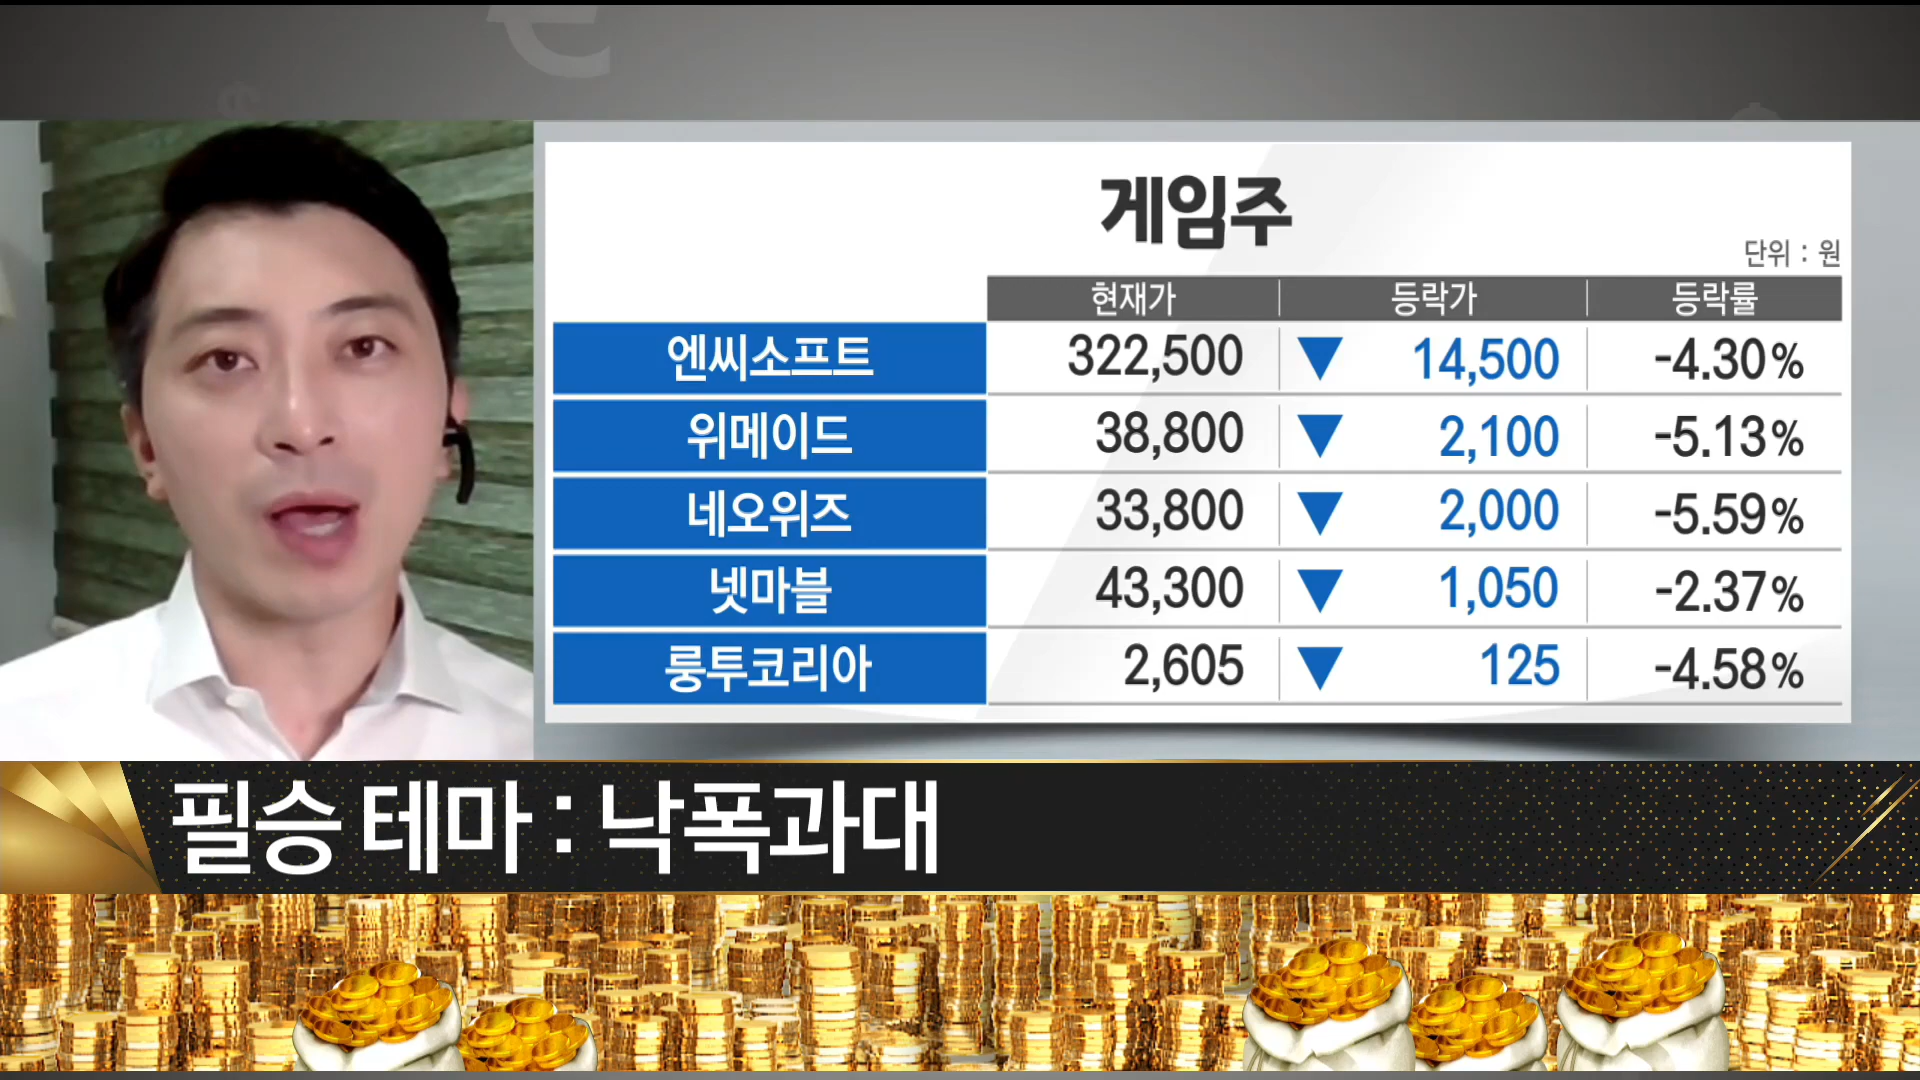 게임주
단위 : 원
현재가 등락가 등락률
엔씨소프트 322,500 ▼ 14,500 -4.30%
위메이드 38,800 ▼ 2,100 -5.13%
네오위즈 33,800 ▼ 2,000 -5.59%
넷마블 43,300 ▼ 1,050 -2.37%
룽투코리아 2,605 ▼ 125 -4.58%
필승 테마 : 낙폭과대